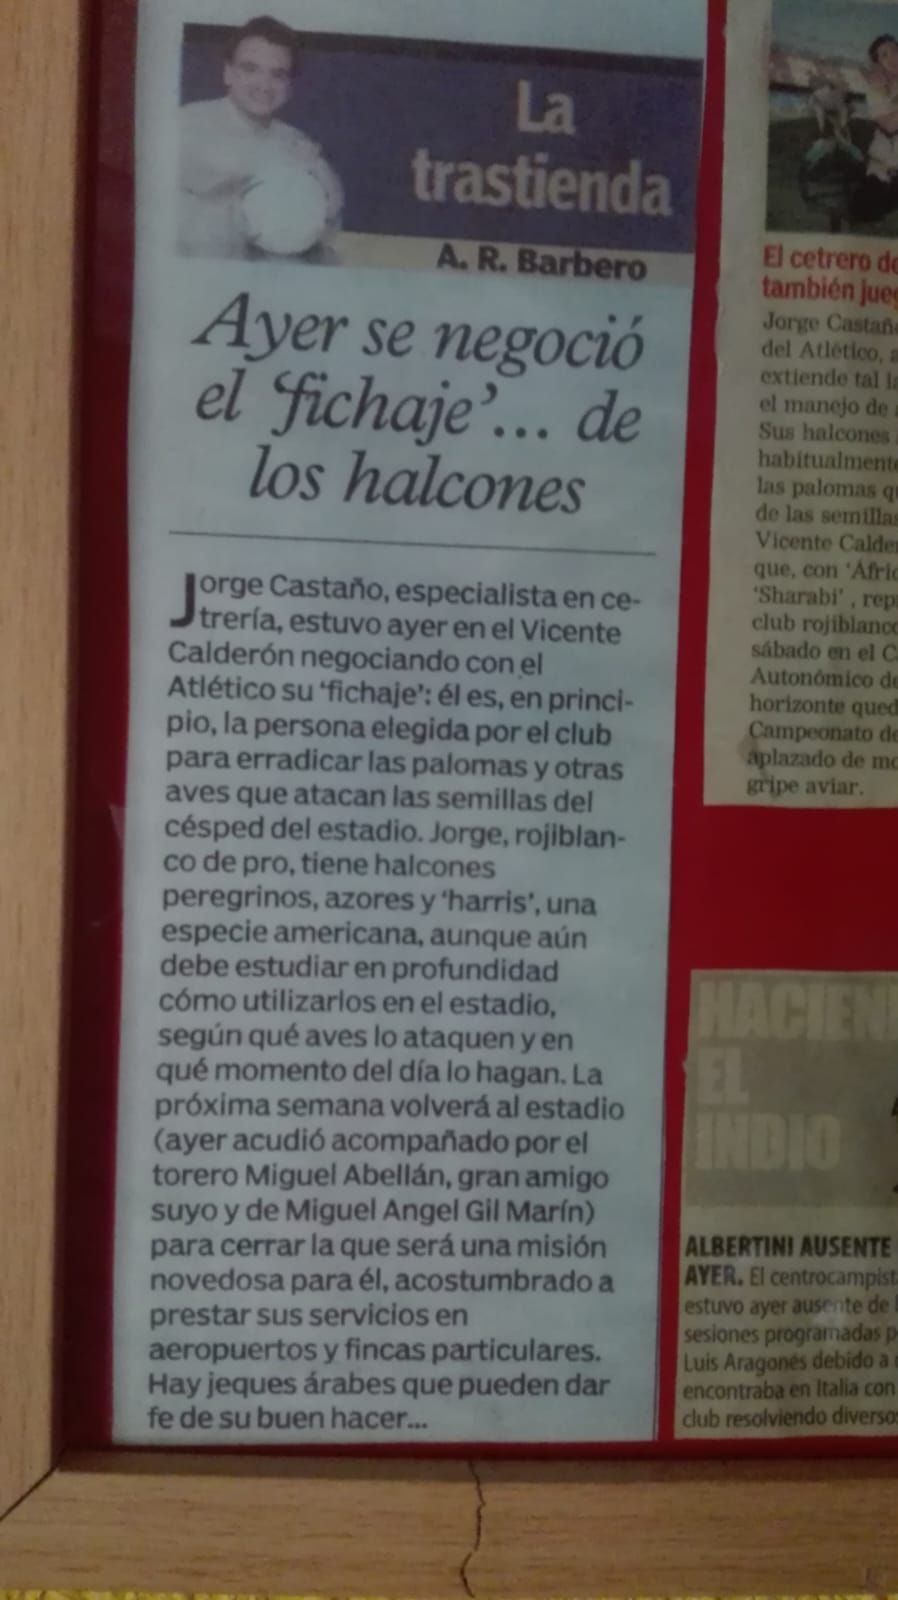 La
trastienda
A. R. Barbero
Ayer se negoció
el ‘fichaje’... de
los halcones
Jorge Castaño, especialista en ce-
trería, estuvo ayer en el Vicente
Calderón negociando con el
Atlético su ‘fichaje’: él es, en princi-
pio, la persona elegida por el club
para erradicar las palomas y otras
aves que atacan las semillas del
césped del estadio. Jorge, rojiblan-
co de pro, tiene halcones
peregrinos, azores y ‘harris’, una
especie americana, aunque aún
debe estudiar en profundidad
cómo utilizarlos en el estadio,
según qué aves lo ataquen y en
qué momento del día lo hagan. La
próxima semana volverá al estadio
(ayer acudió acompañado por el
torero Miguel Abellán, gran amigo
suyo y de Miguel Angel Gil Marín)
para cerrar la que será una misión
novedosa para él, acostumbrado a
prestar sus servicios en
aeropuertos y fincas particulares.
Hay jeques árabes que pueden dar
fe de su buen hacer...
El cetrero de
también jueg
Jorge Castañ
del Atlético, a
extiende tal
el manejo de
Sus halcones
habitualmente
las palomas q
de las semillas
Vicente Calde
que, con ‘Áfri
‘Sharabi’, rep
club rojiblanco
sábado en el C
Autonómico de
horizonte qued
Campeonato de
aplazado de mo
gripe aviar.
HACIEN
EL
INDIO
ALBERTINI AUSENTE
AYER. El centrocampist
estuvo ayer ausente de
sesiones programadas p
Luis Aragonés debido a
encontraba en Italia con
club resolviendo diverso